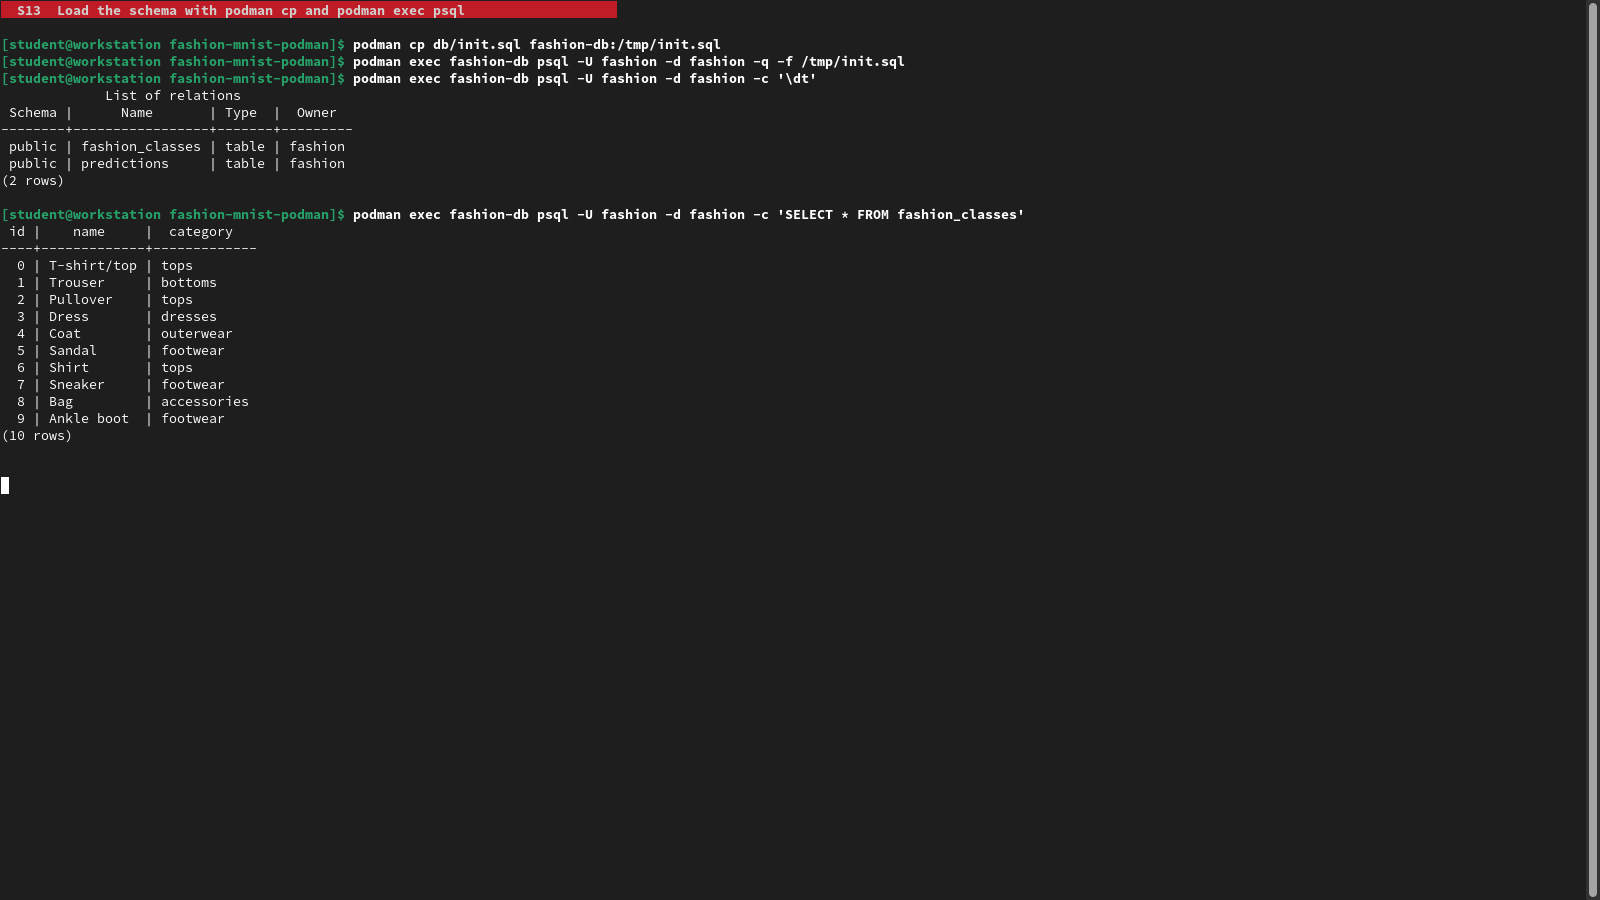 S13  Load the schema with podman cp and podman exec psql
[student@workstation fashion-mnist-podman]$ podman cp db/init.sql fashion-db:/tmp/init.sql
[student@workstation fashion-mnist-podman]$ podman exec fashion-db psql -U fashion -d fashion -q -f /tmp/init.sql
[student@workstation fashion-mnist-podman]$ podman exec fashion-db psql -U fashion -d fashion -c '\dt'
             List of relations
 Schema |      Name       | Type  |  Owner
--------+-----------------+-------+---------
 public | fashion_classes | table | fashion
 public | predictions     | table | fashion
(2 rows)
[student@workstation fashion-mnist-podman]$ podman exec fashion-db psql -U fashion -d fashion -c 'SELECT * FROM fashion_classes'
 id |    name     |  category
----+-------------+-------------
  0 | T-shirt/top | tops
  1 | Trouser     | bottoms
  2 | Pullover    | tops
  3 | Dress       | dresses
  4 | Coat        | outerwear
  5 | Sandal      | footwear
  6 | Shirt       | tops
  7 | Sneaker     | footwear
  8 | Bag         | accessories
  9 | Ankle boot  | footwear
(10 rows)